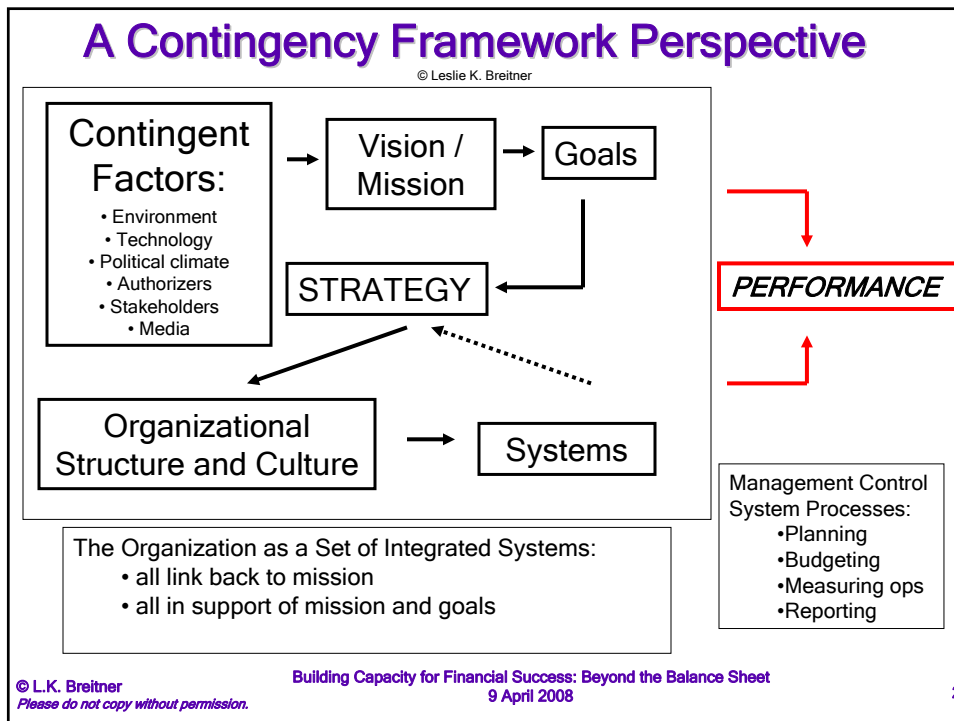 A Contingency Framework Perspective
© Leslie K. Breitner
Contingent
Factors:
• Environment
• Technology
• Political climate
• Authorizers
• Stakeholders
• Media
Vision /
Mission
Goals
STRATEGY
PERFORMANCE
Organizational
Structure and Culture
Systems
Management Control
System Processes:
•Planning
•Budgeting
•Measuring ops
•Reporting
The Organization as a Set of Integrated Systems:
• all link back to mission
• all in support of mission and goals
© L.K. Breitner
Please do not copy without permission.
Building Capacity for Financial Success: Beyond the Balance Sheet
9 April 2008
2